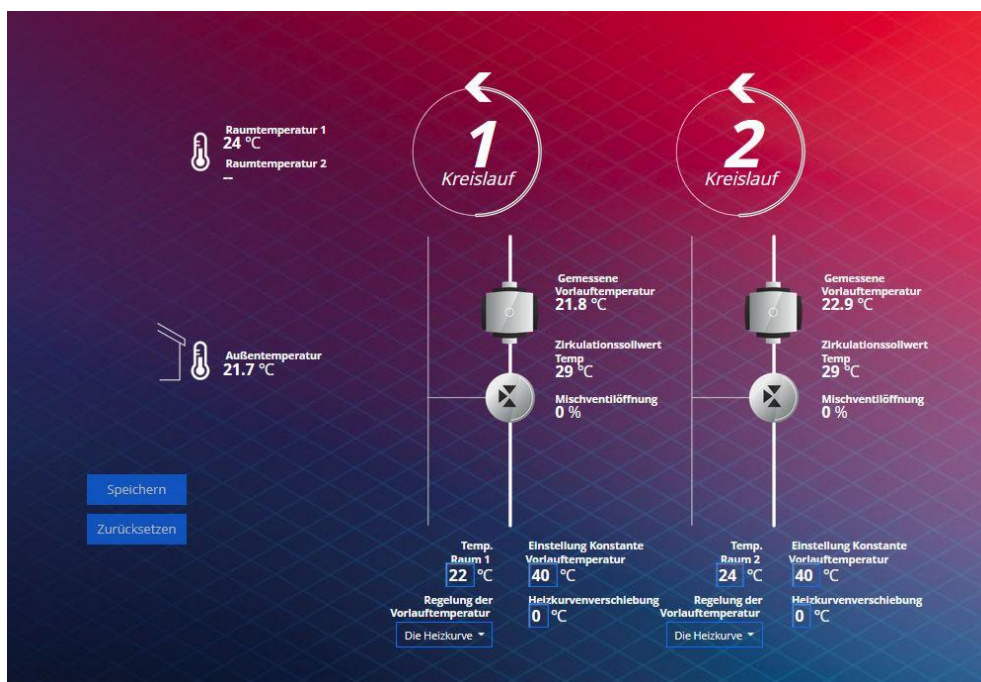 Raumtemperatur 1
24 °C
Raumtemperatur 2
--
Außentemperatur
21.7 °C
Speichern
Zurücksetzen
1
Kreislauf
Gemessene
Vorlauftemperatur
21.8 °C
Zirkulationssollwert
Temp
29 °C
Mischventilöffnung
0 %
Temp.
Raum 1
22 °C
Einstellung Konstante
Vorlauftemperatur
40 °C
Regelung der
Vorlauftemperatur
Die Heizkurve
Heizkurvenverschiebung
0 °C
2
Kreislauf
Gemessene
Vorlauftemperatur
22.9 °C
Zirkulationssollwert
Temp
29 °C
Mischventilöffnung
0 %
Temp.
Raum 2
24 °C
Einstellung Konstante
Vorlauftemperatur
40 °C
Regelung der
Vorlauftemperatur
Die Heizkurve
Heizkurvenverschiebung
0 °C